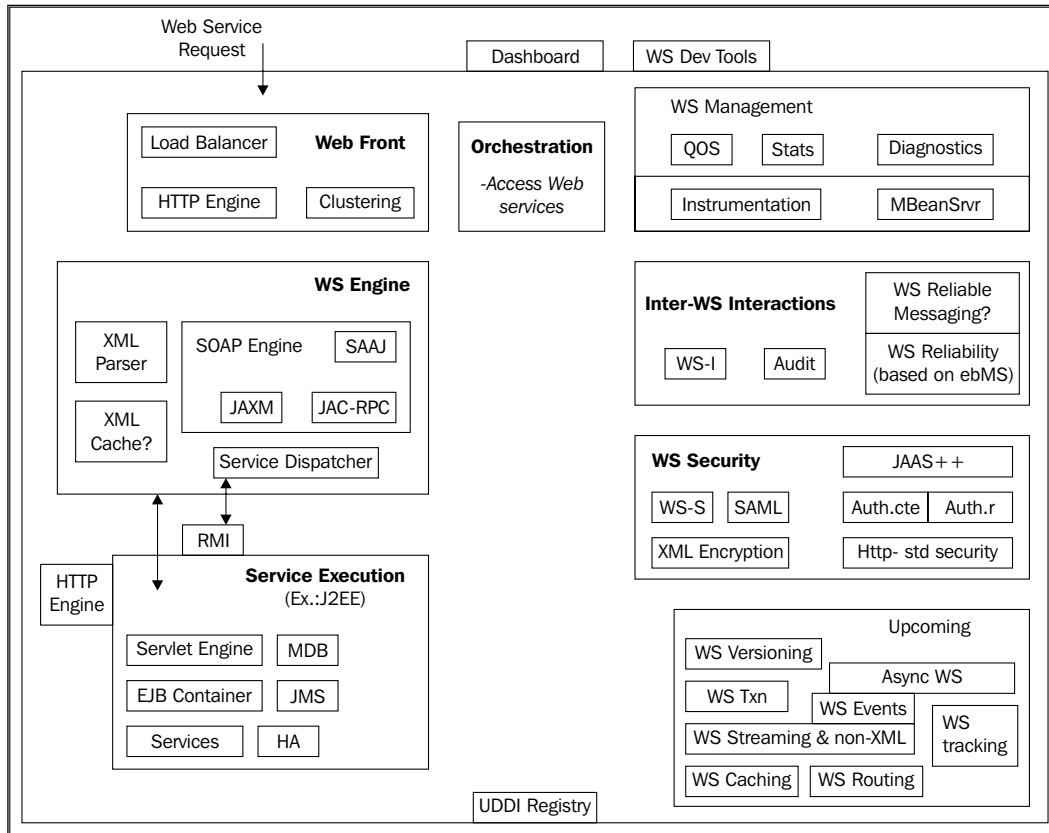 Web Service
Request
Dashboard
WS Dev Tools
Load Balancer
Web Front
HTTP Engine
Clustering
Orchestration
-Access Web
services
WS Management
QOS
Stats
Diagnostics
Instrumentation
MBeanSrvr
WS Engine
XML
Parser
SOAP Engine
SAAJ
JAXM
JAC-RPC
XML
Cache?
Service Dispatcher
Inter-WS Interactions
WS Reliable
Messaging?
WS-I
Audit
WS Reliability
(based on ebMS)
WS Security
JAAS++
WS-S
SAML
Auth.cte
Auth.r
XML Encryption
Http- std security
RMI
HTTP
Engine
Service Execution
(Ex.:J2EE)
Servlet Engine
MDB
EJB Container
JMS
Services
HA
Upcoming
WS Versioning
Async WS
WS Txn
WS Events
WS Streaming & non-XML
WS
tracking
WS Caching
WS Routing
UDDI Registry